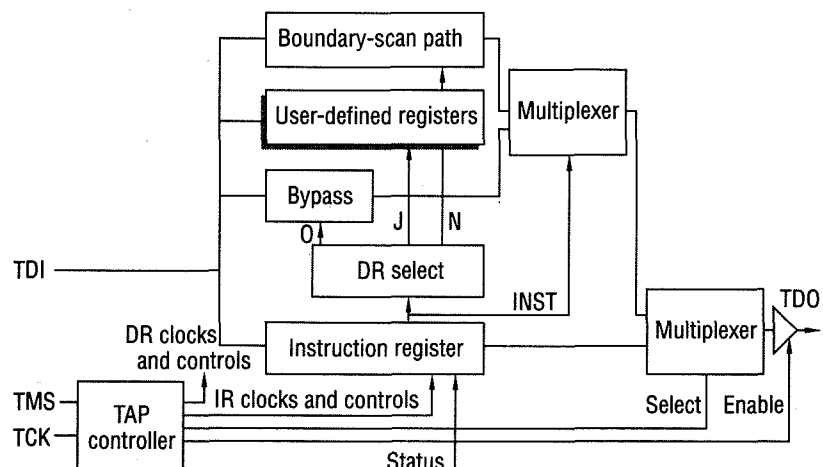 Boundary-scan path
User-defined registers
Multiplexer
Bypass
O
J
N
DR select
TDI
INST
TDO
Multiplexer
DR clocks
and controls
Instruction register
TMS
TCK
TAP
controller
IR clocks and controls
Select
Enable
Status